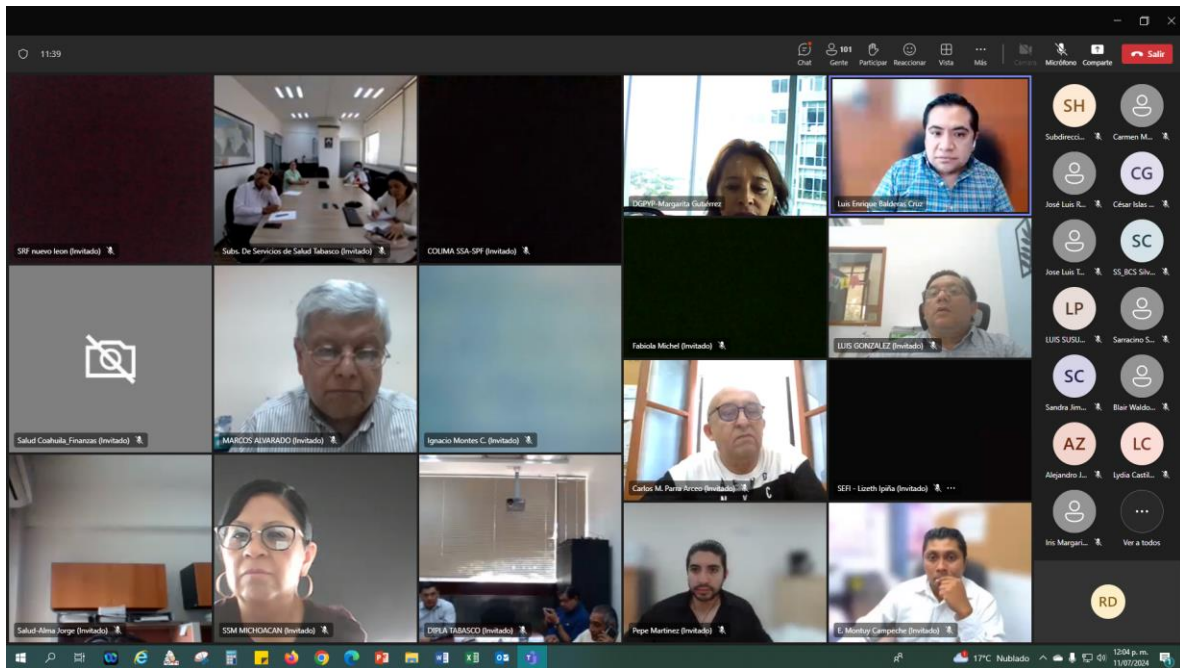 11:39
Chat
101
Gente
Participar
Reaccionar
Vista
Más
Cámara
Micrófono
Comparte
Salir
SRF nuevo leon (Invitado)
Subs. De Servicios de Salud Tabasco (Invitado)
COLIMA SSA-SPF (Invitado)
DGPYP-Margarita Gutiérrez
Luis Enrique Balderas Cruz
Fabiola Michel (Invitado)
LUIS GONZALEZ (Invitado)
Salud Coahuila_Finanzas (Invitado)
MARCOS ALVARADO (Invitado)
Ignacio Montes C. (Invitado)
Carlos M. Parra Arceo (Invitado)
SEFI - Lizeth Ipiña (Invitado)
Salud-Alma Jorge (Invitado)
SSM MICHOACAN (Invitado)
DIPLA TABASCO (Invitado)
Pepe Martinez (Invitado)
E. Montuy Campeche (Invitado)
SH
Subdirecci...
Carmen M...
José Luis R...
CG
César Islas ...
Jose Luis T...
SC
SS_BCS Silv...
LP
LUIS SUSU...
Sarracino S...
SC
Sandra Jim...
Blair Waldo...
AZ
Alejandro J...
LC
Lydia Castil...
Iris Margari...
Ver a todos
RD
17°C Nublado
12:04 p. m.
11/07/2024